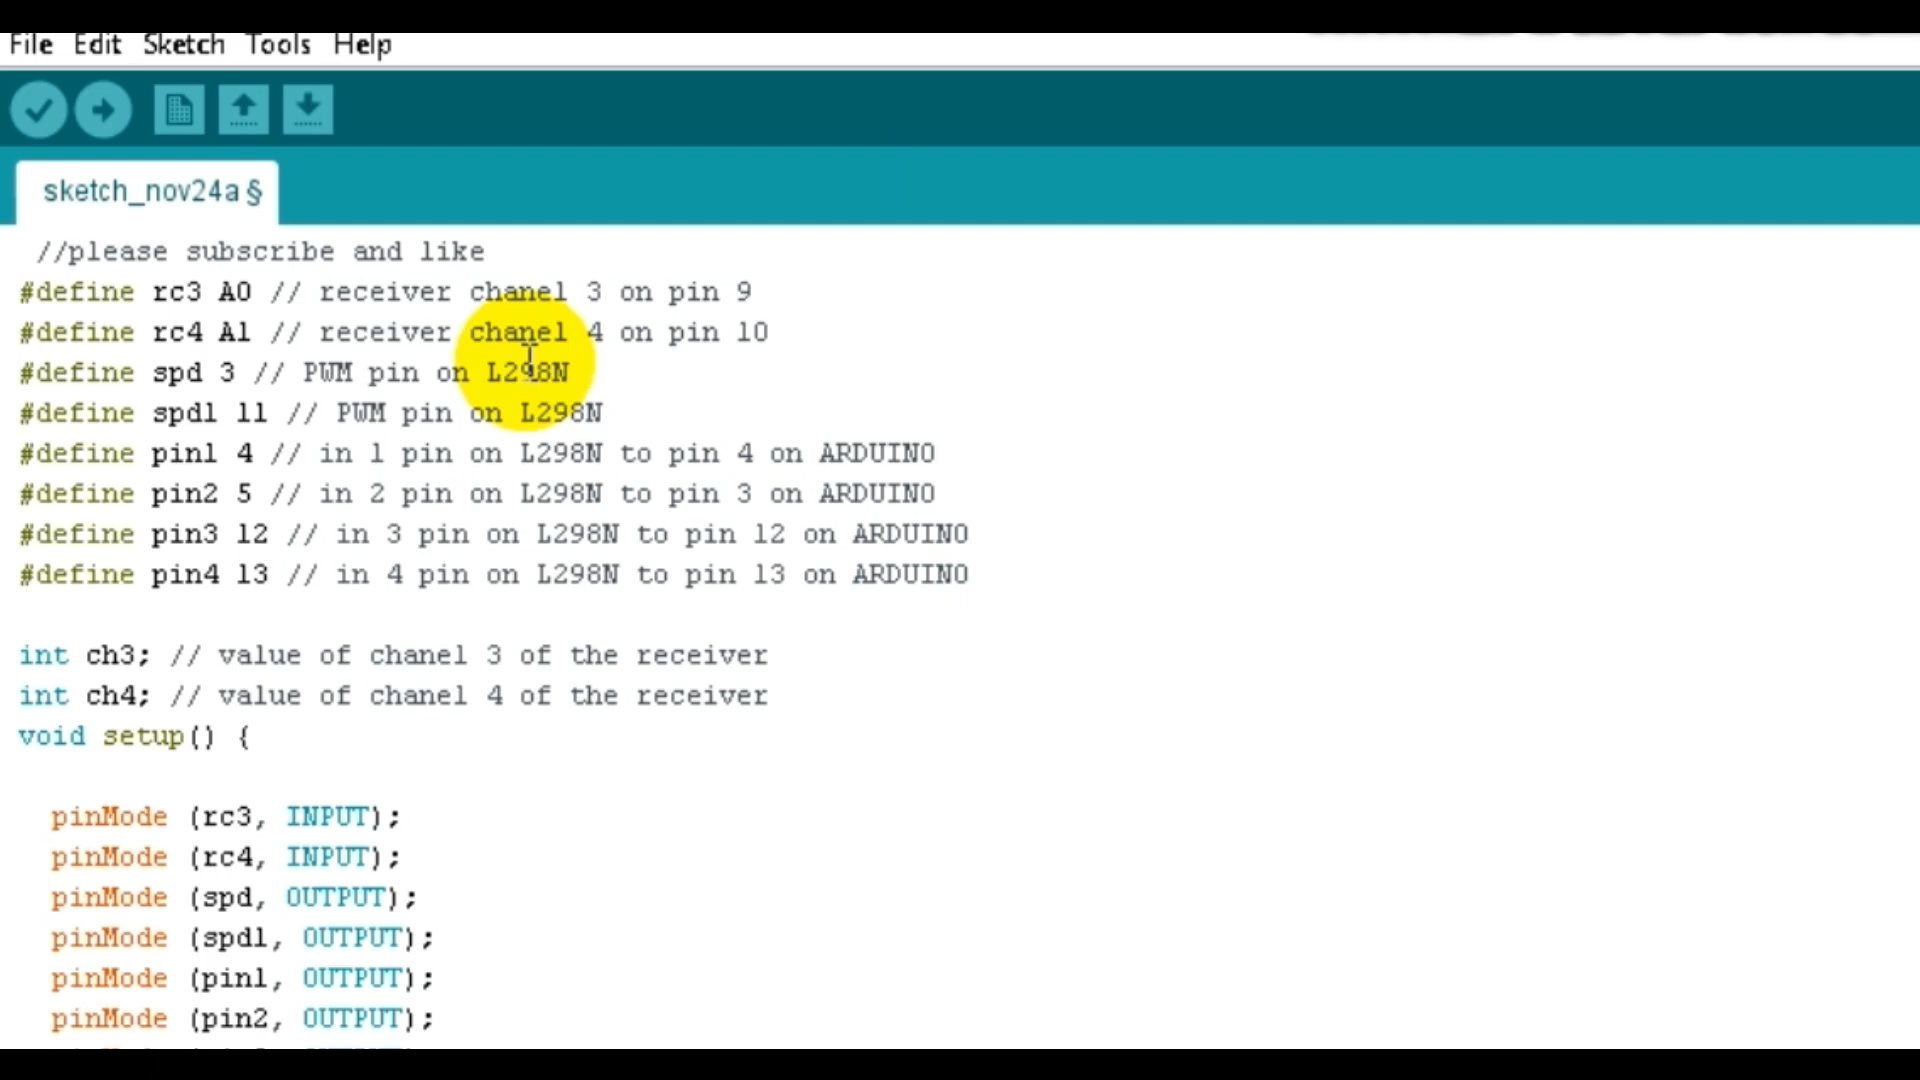 File Edit Sketch Tools Help
sketch_nov24a §
//please subscribe and like
#define rc3 A0 // receiver chanel 3 on pin 9
#define rc4 A1 // receiver chanel 4 on pin 10
#define spd 3 // PWM pin on L298N
#define spd1 11 // PWM pin on L298N
#define pin1 4 // in 1 pin on L298N to pin 4 on ARDUINO
#define pin2 5 // in 2 pin on L298N to pin 3 on ARDUINO
#define pin3 12 // in 3 pin on L298N to pin 12 on ARDUINO
#define pin4 13 // in 4 pin on L298N to pin 13 on ARDUINO
int ch3; // value of chanel 3 of the receiver
int ch4; // value of chanel 4 of the receiver
void setup() {
pinMode (rc3, INPUT);
pinMode (rc4, INPUT);
pinMode (spd, OUTPUT);
pinMode (spd1, OUTPUT);
pinMode (pin1, OUTPUT);
pinMode (pin2, OUTPUT);